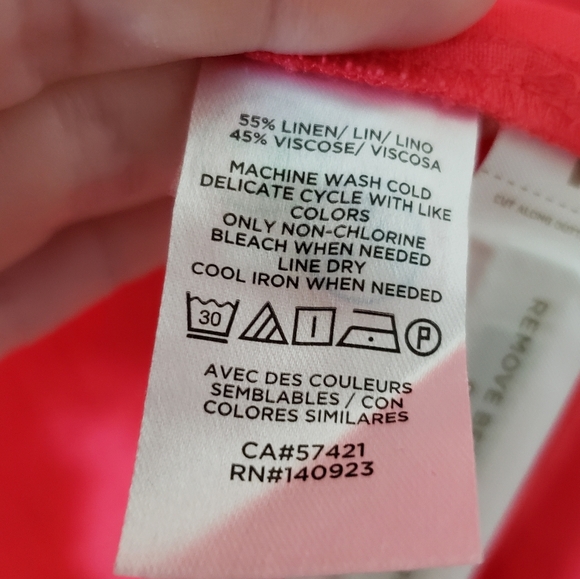 55% LINEN/ LIN/ LINO
45% VISCOSE/ VISCOSA
MACHINE WASH COLD
DELICATE CYCLE WITH LIKE
COLORS
ONLY NON-CHLORINE
BLEACH WHEN NEEDED
LINE DRY
COOL IRON WHEN NEEDED
30 P
AVEC DES COULEURS
SEMBLABLES / CON
COLORES SIMILARES
CA#57421
RN#140923
CUT ALONG
REMOVE